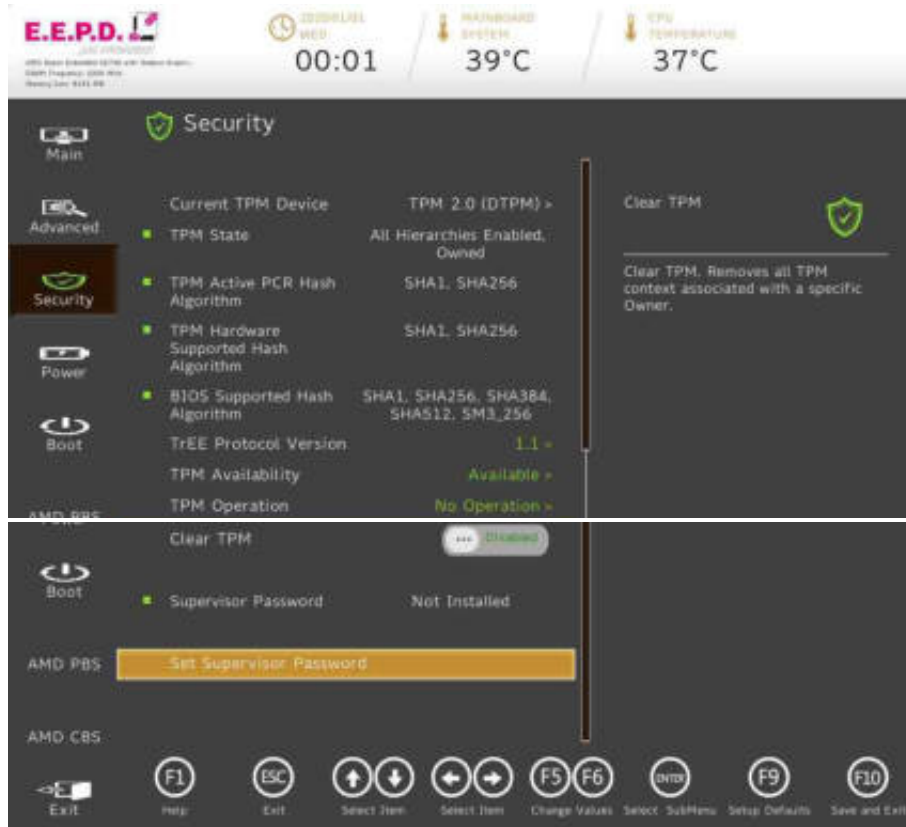 E.E.P.D.
WED
00:01
MAINBOARD
SYSTEM
39°C
CPU
TEMPERATURE
37°C
Main
Advanced
Security
Power
Boot
Security
Current TPM Device TPM 2.0 (DTPM)
TPM State All Hierarchies Enabled,
Owned
TPM Active PCR Hash SHA1, SHA256
Algorithm
TPM Hardware SHA1, SHA256
Supported Hash
Algorithm
BIOS Supported Hash SHA1, SHA256, SHA384,
Algorithm SHA512, SM3_256
TrEE Protocol Version 1.1
TPM Availability Available
TPM Operation No Operation
Clear TPM
Clear TPM. Removes all TPM
context associated with a specific
Owner.
Clear TPM Disabled
Boot
Supervisor Password Not Installed
AMD PBS Set Supervisor Password
AMD CBS
Exit
F1 ESC F5 F6 ENTER F9 F10
Help Exit Select Item Select Item Change Values Select SubMenu Setup Defaults Save and Exit